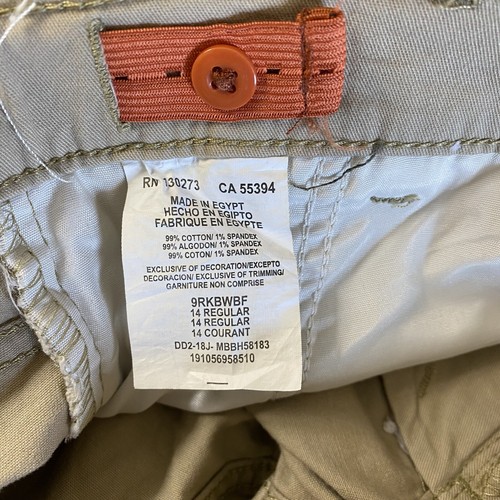 RN 130273 CA 55394
MADE IN EGYPT
HECHO EN EGIPTO
FABRIQUE EN EGYPTE
99% COTTON/ 1% SPANDEX
99% ALGODON/ 1% SPANDEX
99% COTON/ 1% SPANDEX
EXCLUSIVE OF DECORATION/EXCEPTO
DECORACION/ EXCLUSIVE OF TRIMMING/
GARNITURE NON COMPRISE
9RKBWBF
14 REGULAR
14 REGULAR
14 COURANT
DD2-18J- MBBH58183
191056958510